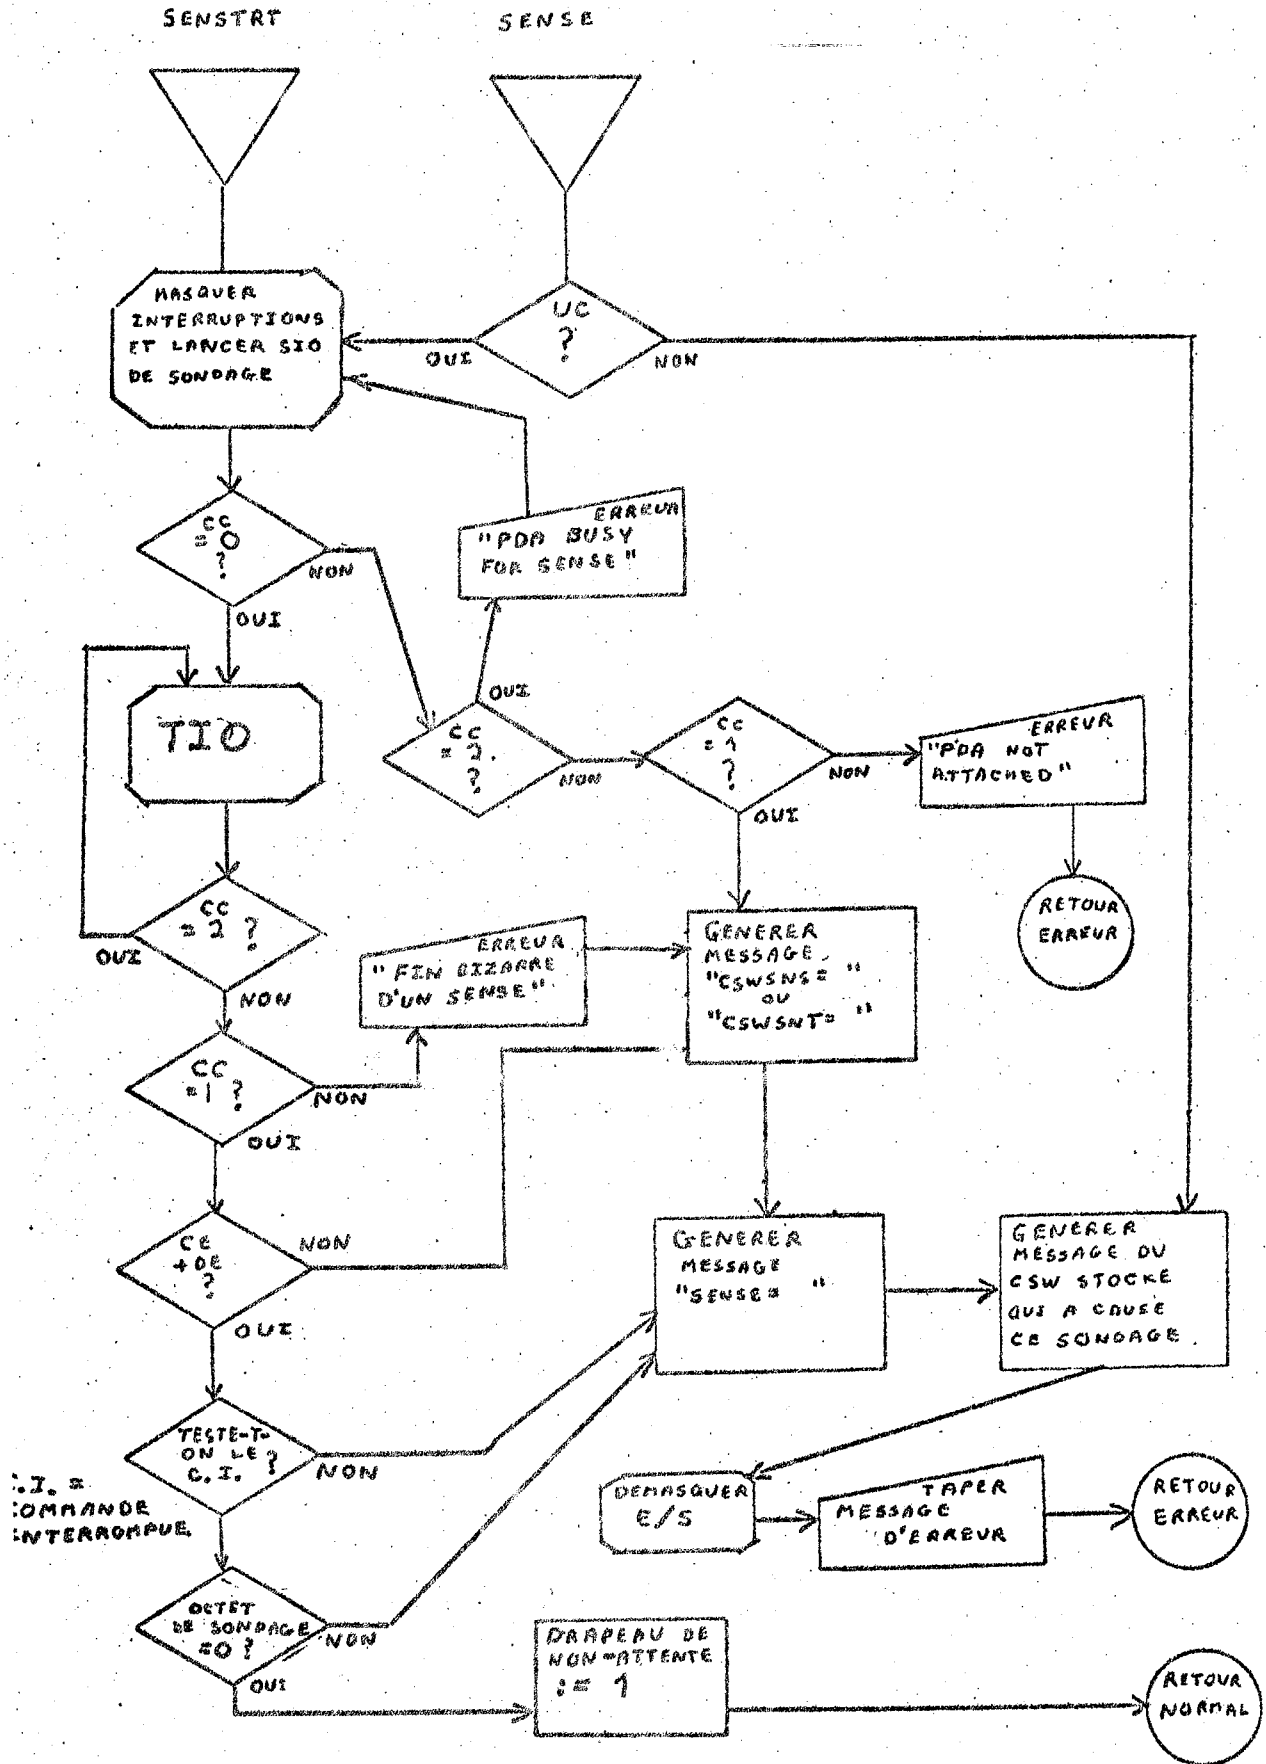 SENSTRT
SENSE
MASQUER
INTERRUPTIONS
ET LANCER SIO
DE SONDAGE
UC
?
OUI
NON
CC
=0
?
NON
OUI
ERREUR
"PDA BUSY
FOR SENSE"
TIO
OUI
CC
= 2.
?
NON
CC
= 1
?
NON
OUI
ERREUR
"PDA NOT
ATTACHED"
RETOUR
ERREUR
CC
= 2 ?
OUI
NON
ERREUR
"FIN BIZARRE
D'UN SENSE"
GENERER
MESSAGE.
"CSWSNS= "
OU
"CSWSNT= "
CC
=1 ?
NON
OUI
CE
+DE
?
NON
OUI
GENERER
MESSAGE
"SENSE= "
GENERER
MESSAGE DU
CSW STOCKE
QUI A CAUSE
CE SONDAGE.
TESTE-T-
ON LE
C.I. ?
NON
.I. =
OMMANDE
NTERROMPUE.
DEMASQUER
E/S
TAPER
MESSAGE
D'ERREUR
RETOUR
ERREUR
OCTET
DE SONDAGE
=0 ?
NON
OUI
DRAPEAU DE
NON-ATTENTE
:= 1
RETOUR
NORMAL